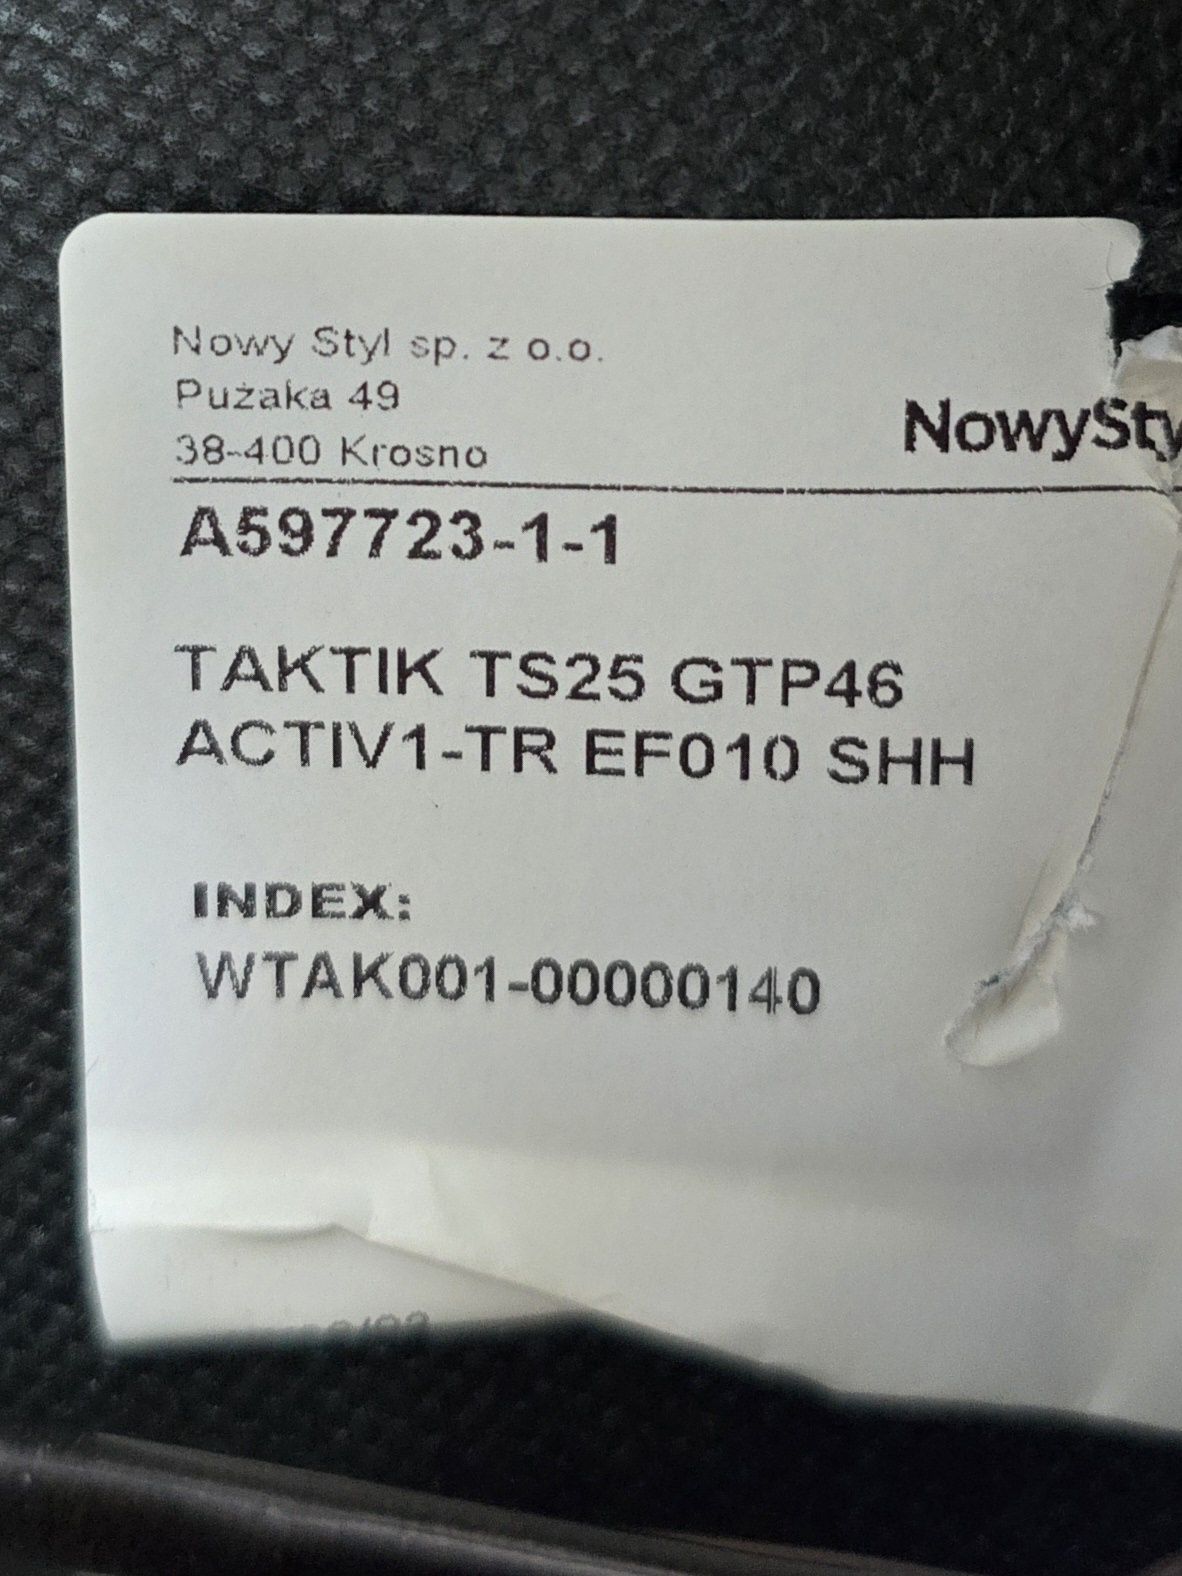 Nowy Styl sp. z o.o.
Pużaka 49
38-400 Krosno
NowySty
A597723-1-1
TAKTIK TS25 GTP46
ACTIV1-TR EF010 SHH
INDEX:
WTAK001-00000140